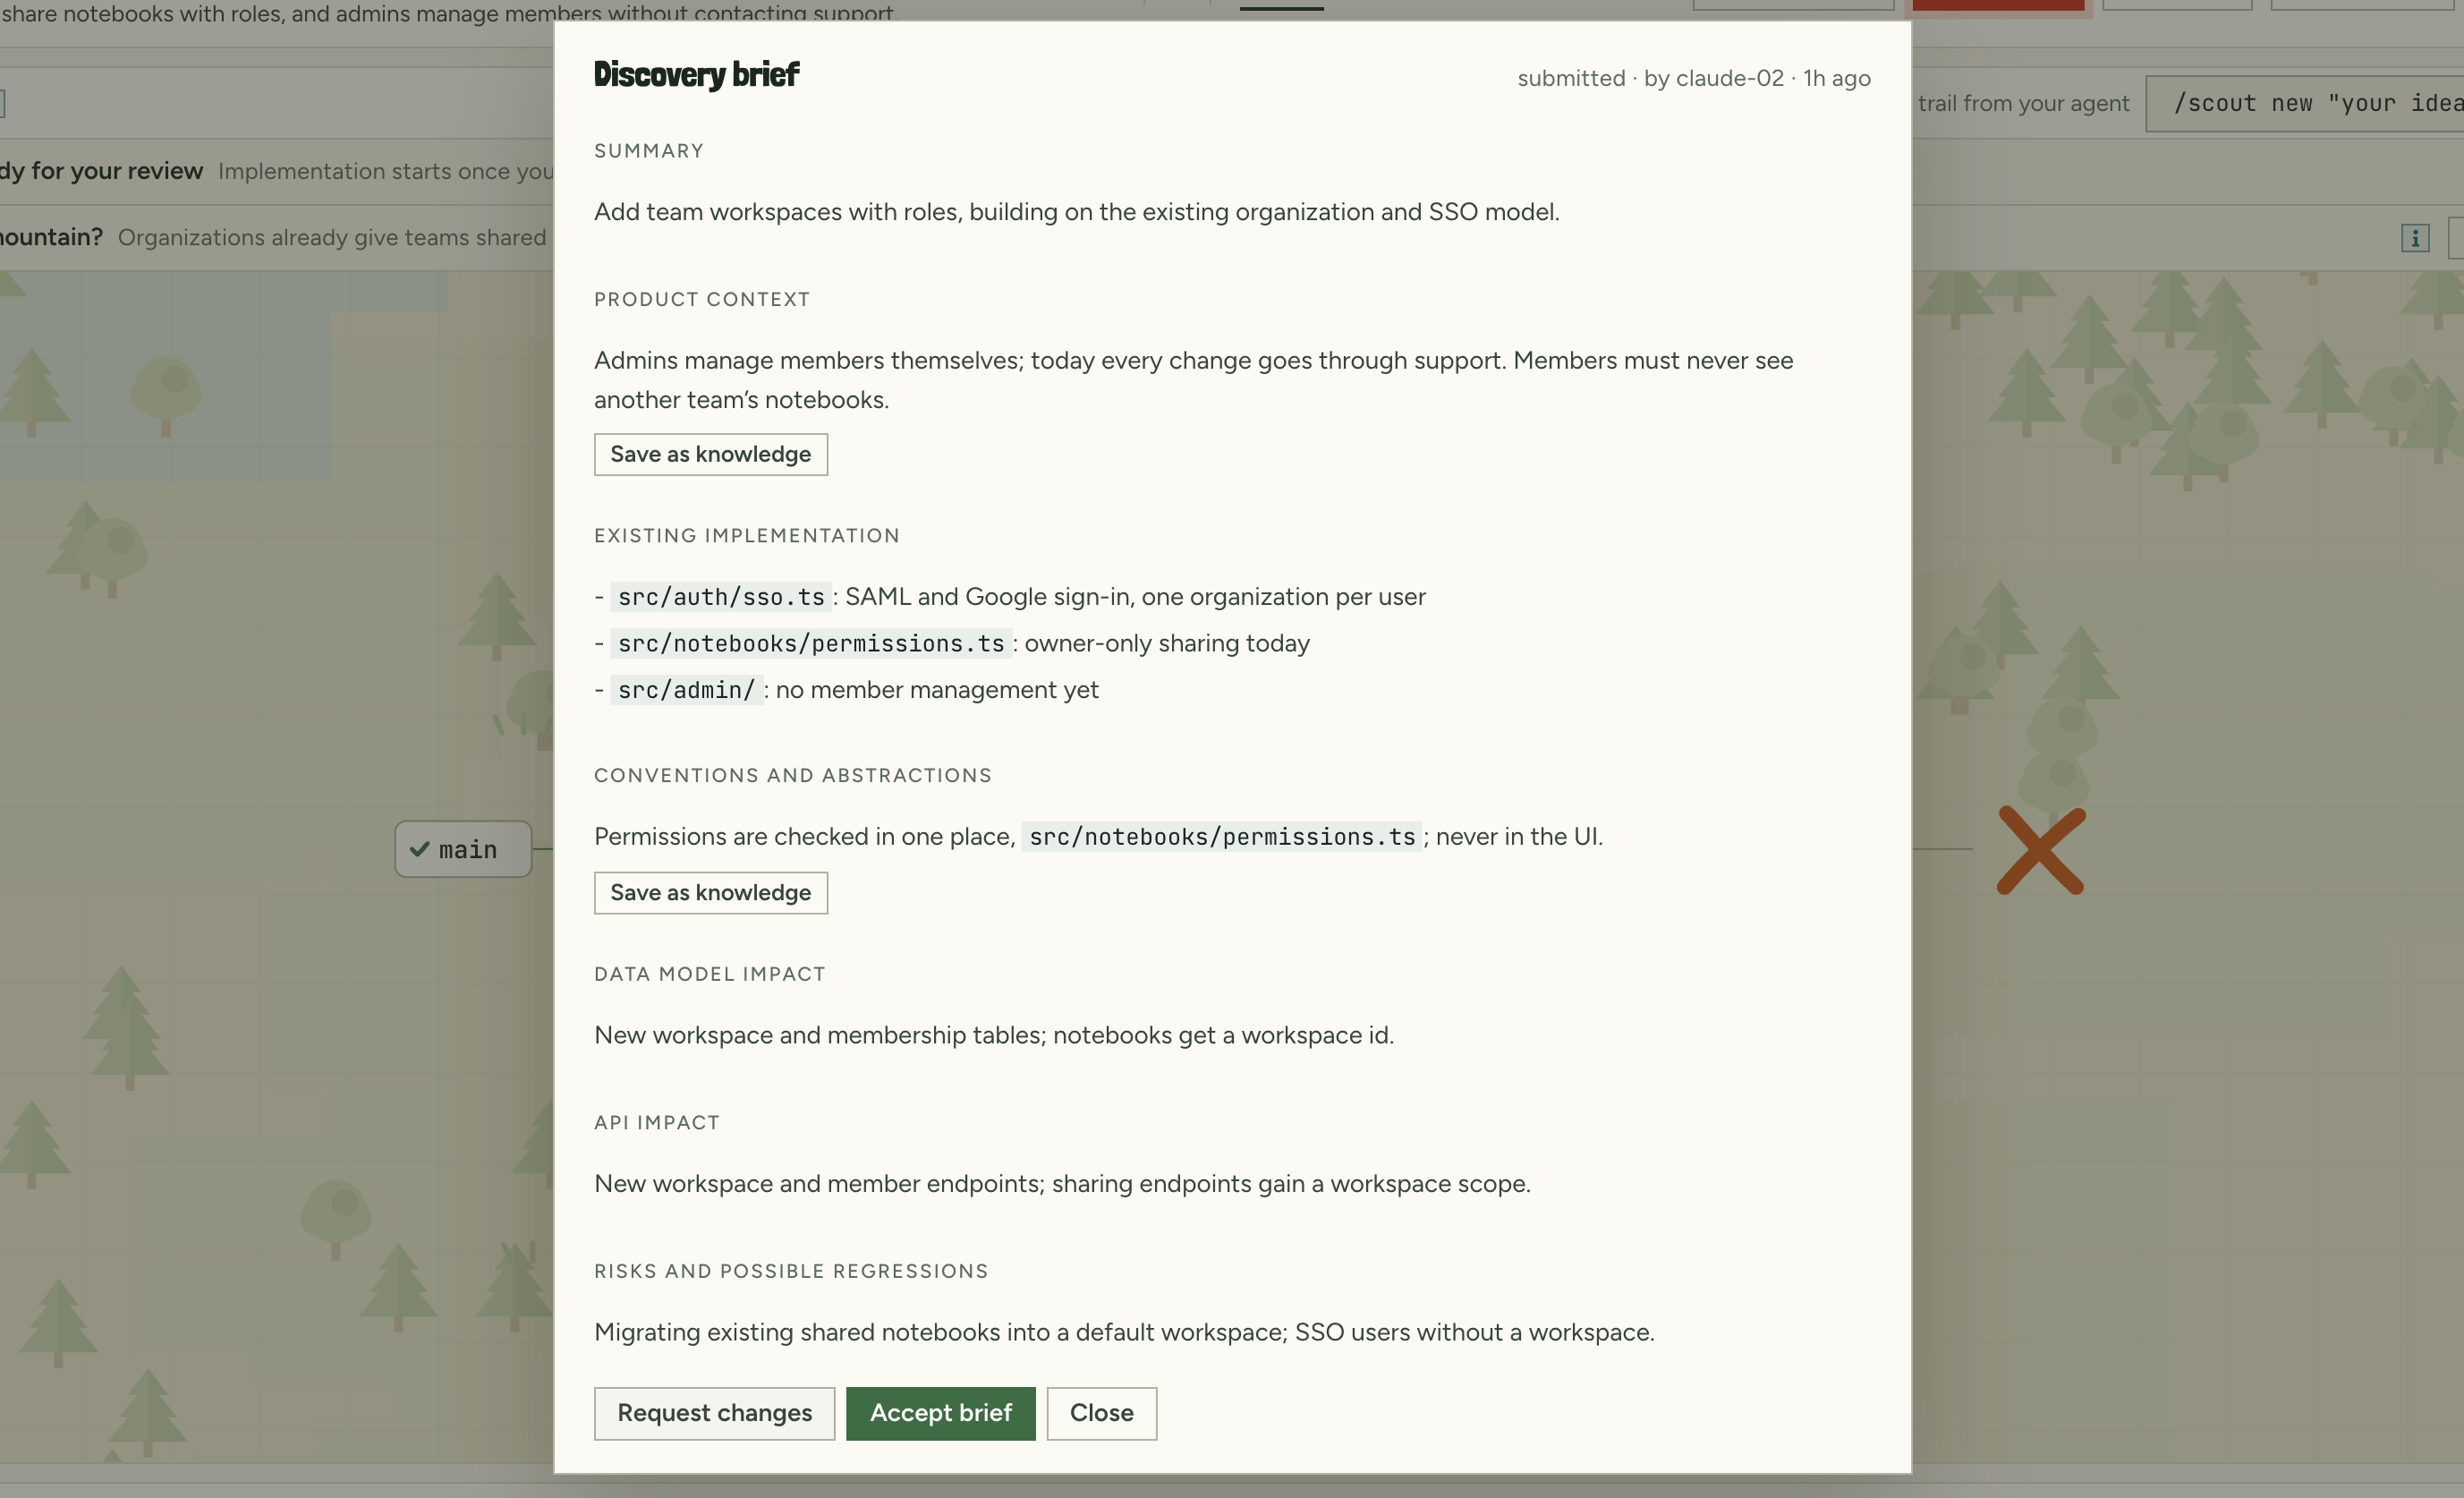 share notebooks with roles, and admins manage members without contacting support.
Discovery brief
submitted · by claude-02 · 1h ago
trail from your agent
/scout new "your idea
dy for your review Implementation starts once you
ountain? Organizations already give teams shared
SUMMARY
Add team workspaces with roles, building on the existing organization and SSO model.
PRODUCT CONTEXT
Admins manage members themselves; today every change goes through support. Members must never see
another team’s notebooks.
Save as knowledge
EXISTING IMPLEMENTATION
- src/auth/sso.ts: SAML and Google sign-in, one organization per user
- src/notebooks/permissions.ts: owner-only sharing today
- src/admin/: no member management yet
CONVENTIONS AND ABSTRACTIONS
Permissions are checked in one place, src/notebooks/permissions.ts; never in the UI.
main
Save as knowledge
DATA MODEL IMPACT
New workspace and membership tables; notebooks get a workspace id.
API IMPACT
New workspace and member endpoints; sharing endpoints gain a workspace scope.
RISKS AND POSSIBLE REGRESSIONS
Migrating existing shared notebooks into a default workspace; SSO users without a workspace.
Request changes
Accept brief
Close